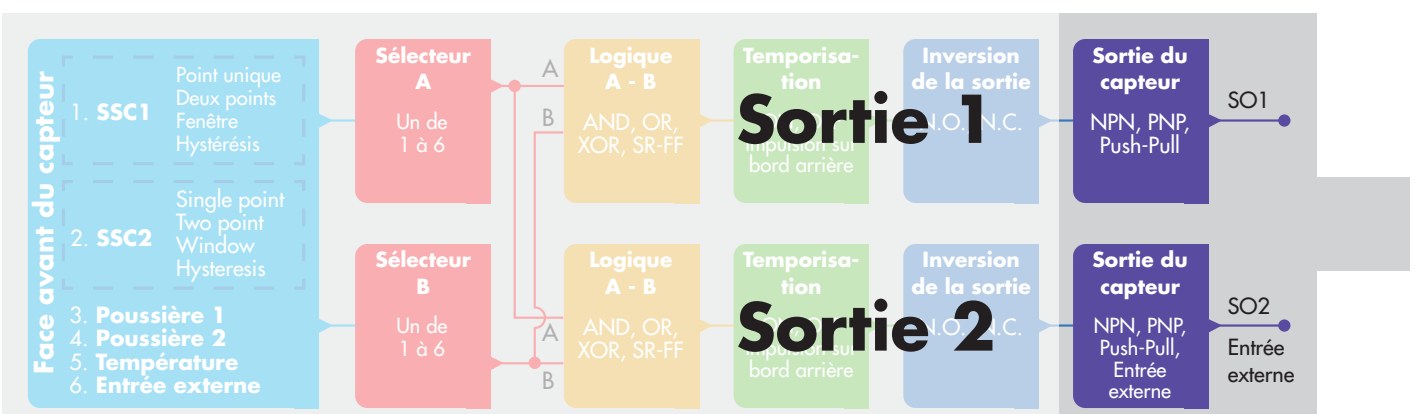 Face avant du capteur
1. SSC1
Point unique
Deux points
Fenêtre
Hystérésis
2. SSC2
Single point
Two point
Window
Hysteresis
3. Poussière 1
4. Poussière 2
5. Température
6. Entrée externe
Sélecteur
A
Un de
1 à 6
A
B
Logique
A - B
AND, OR,
XOR, SR-FF
Temporisa-
tion
Impulsion sur
bord arrière
Inversion
de la sortie
N.O. N.C.
Sortie 1
Sortie du
capteur
NPN, PNP,
Push-Pull
SO1
Sélecteur
B
Un de
1 à 6
A
B
Logique
A - B
AND, OR,
XOR, SR-FF
Temporisa-
tion
Impulsion sur
bord arrière
Inversion
de la sortie
N.O. N.C.
Sortie 2
Sortie du
capteur
NPN, PNP,
Push-Pull,
Entrée
externe
SO2
Entrée
externe